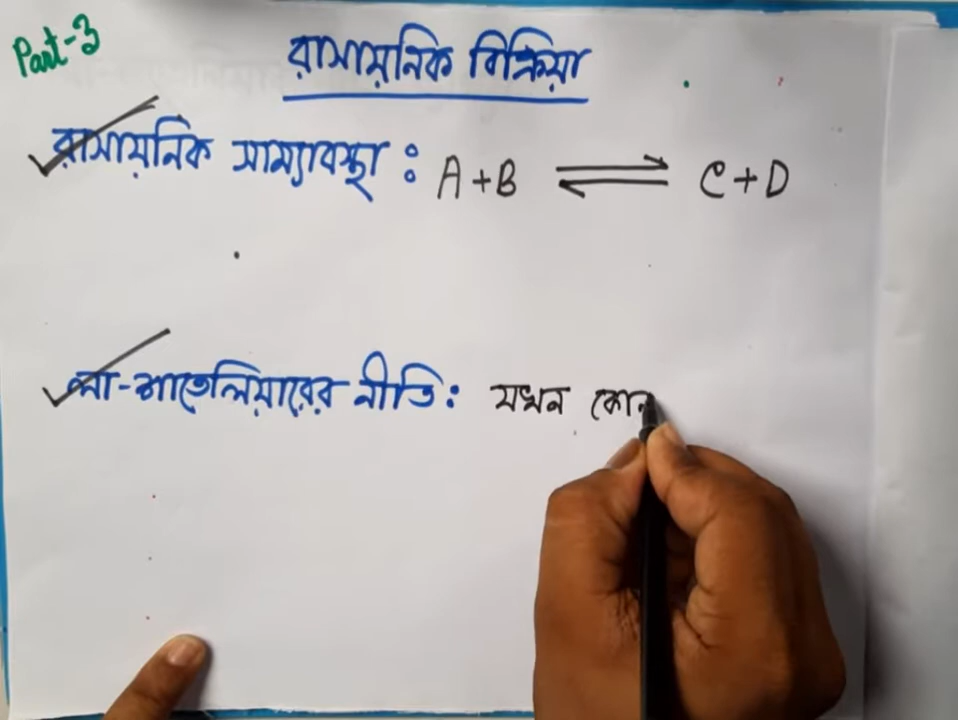 Part-3
রাসায়নিক বিক্রিয়া
রাসায়নিক সাম্যাবস্থা : A + B ⇌ C + D
লা-শাতেলিয়ারের নীতি : যখন কোন